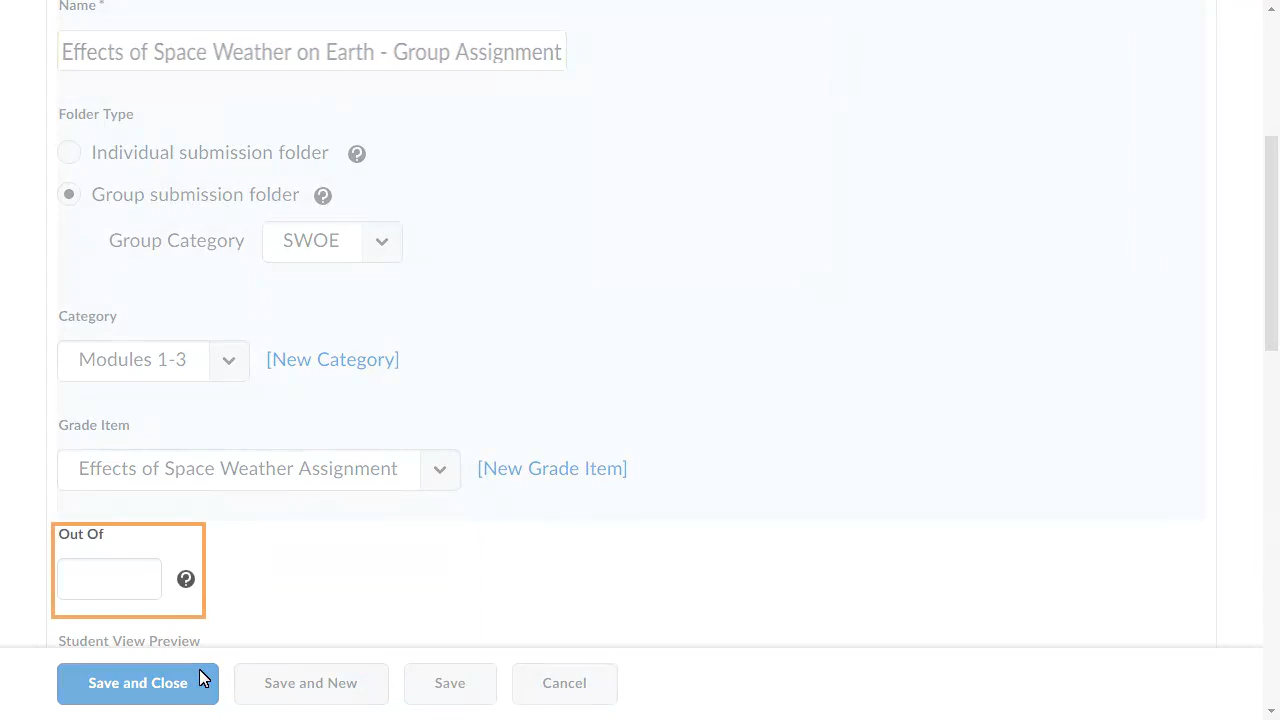 Name *
Effects of Space Weather on Earth - Group Assignment
Folder Type
Individual submission folder
Group submission folder
Group Category SWOE
Category
Modules 1-3 [New Category]
Grade Item
Effects of Space Weather Assignment [New Grade Item]
Out Of
Student View Preview
Save and Close Save and New Save Cancel